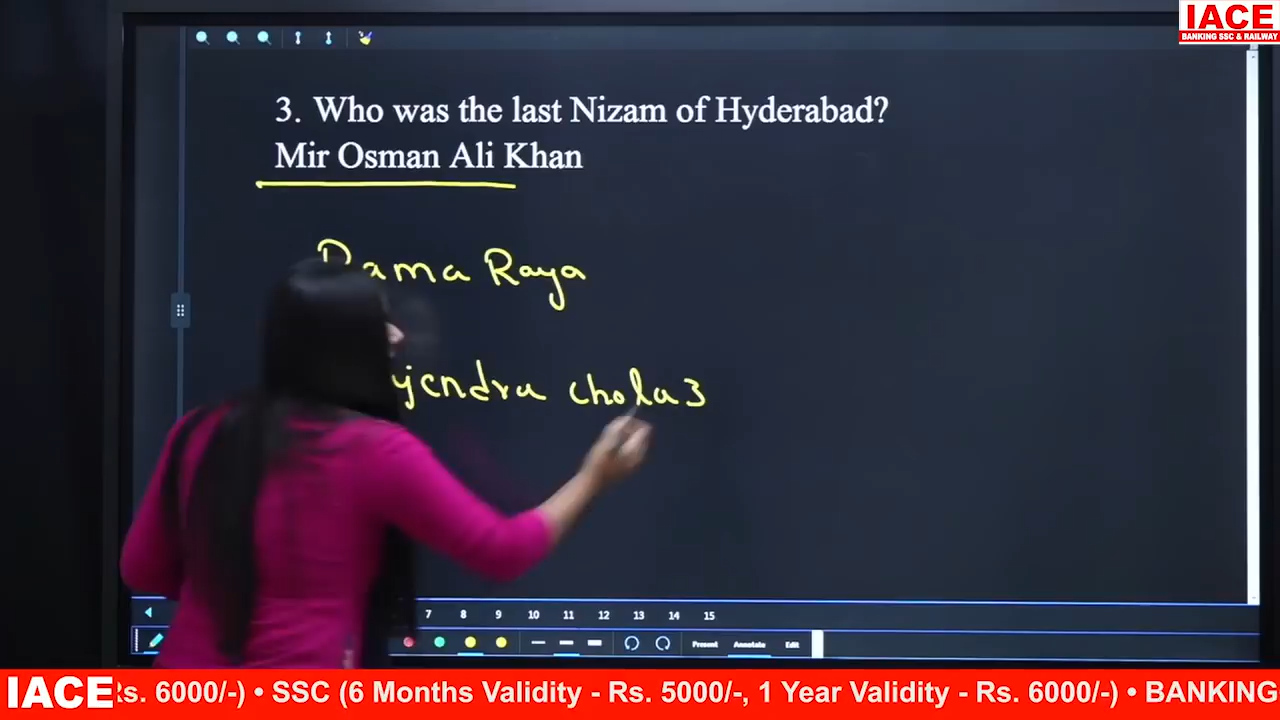 IACE
BANKING SSC & RAILWAY
3. Who was the last Nizam of Hyderabad?
Mir Osman Ali Khan
Rama Raya
chola 3
7 8 9 10 11 12 13 14 15
Present Annotate Edit
IACE Rs. 6000/-) • SSC (6 Months Validity - Rs. 5000/-, 1 Year Validity - Rs. 6000/-) • BANKING